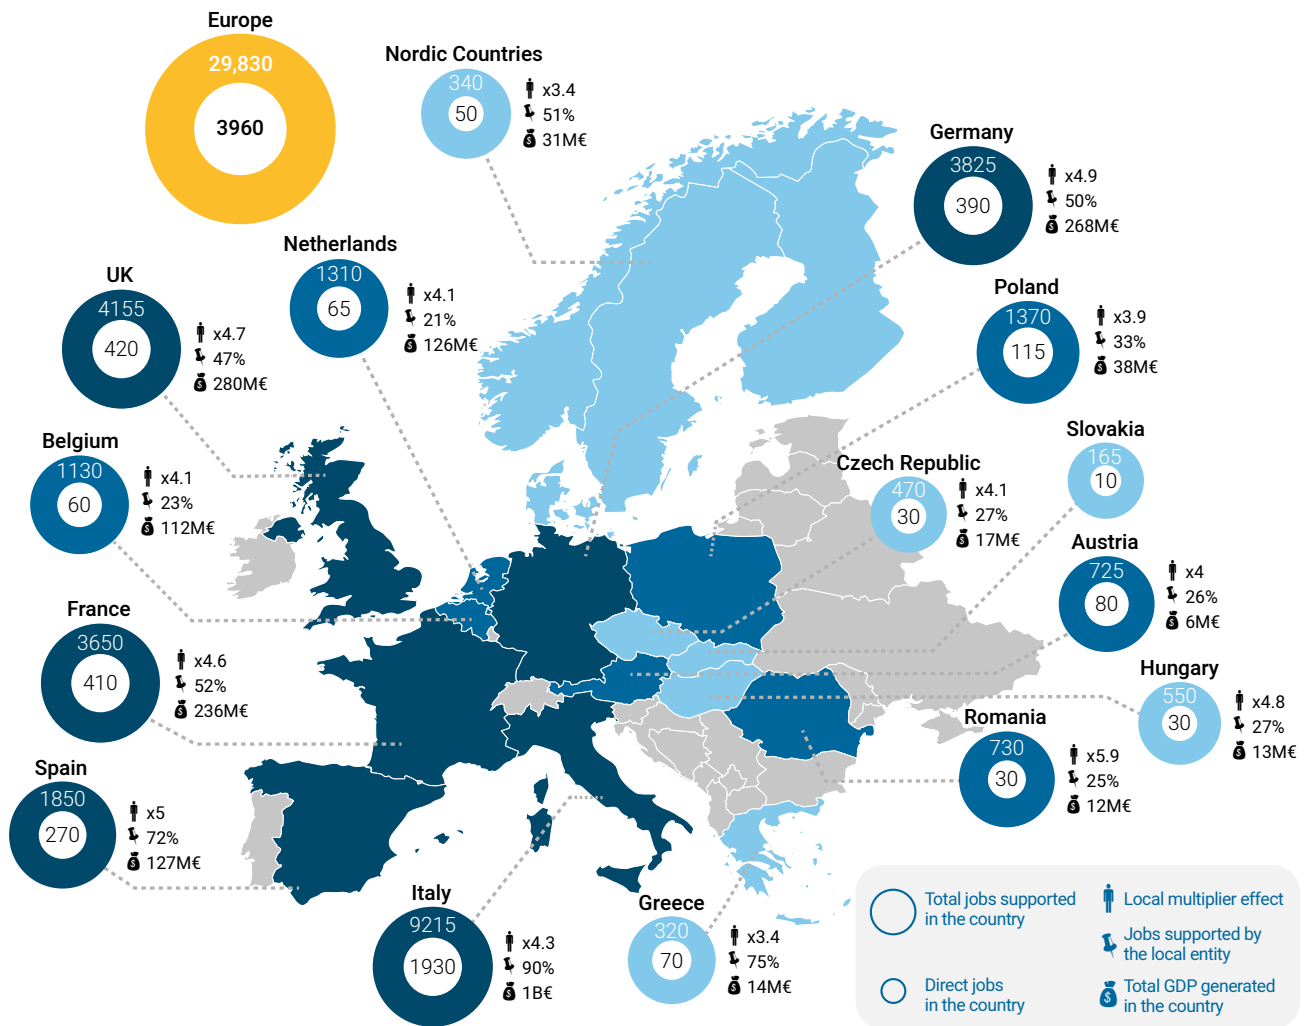 Europe
29,830
3960
Nordic Countries
340
50
x3.4
51%
31M€
Germany
3825
390
x4.9
50%
268M€
Netherlands
1310
65
x4.1
21%
126M€
UK
4155
420
x4.7
47%
280M€
Poland
1370
115
x3.9
33%
38M€
Belgium
1130
60
x4.1
23%
112M€
Czech Republic
470
30
x4.1
27%
17M€
Slovakia
165
10
Austria
725
80
x4
26%
6M€
France
3650
410
x4.6
52%
236M€
Hungary
550
30
x4.8
27%
13M€
Romania
730
30
x5.9
25%
12M€
Spain
1850
270
x5
72%
127M€
Italy
9215
1930
x4.3
90%
1B€
Greece
320
70
x3.4
75%
14M€
Total jobs supported
in the country
Direct jobs
in the country
Local multiplier effect
Jobs supported by
the local entity
Total GDP generated
in the country